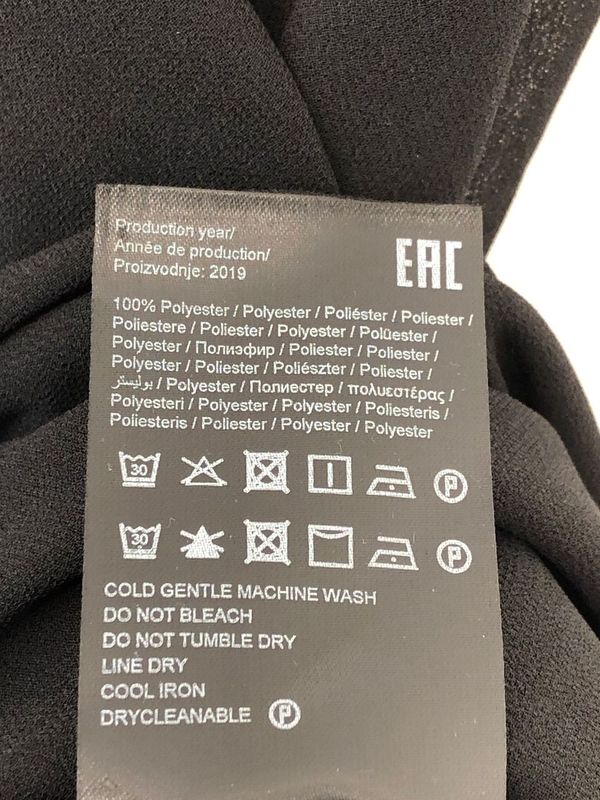 Production year/
Année de production/
Proizvodnje: 2019
EAC
100% Polyester / Polyester / Poliéster / Poliester /
Poliestere / Poliester / Polyester / Polüester /
Polyester / Полиэфир / Poliester / Poliester /
Polyester / Poliester / Poliészter / Poliester /
بوليستر / Polyester / Полиестер / πολυεστέρας /
Polyesteri / Polyester / Polyester / Poliesteris /
Poliesteris / Poliester / Polyester / Polyester
30 P
30 P
COLD GENTLE MACHINE WASH
DO NOT BLEACH
DO NOT TUMBLE DRY
LINE DRY
COOL IRON
DRYCLEANABLE P